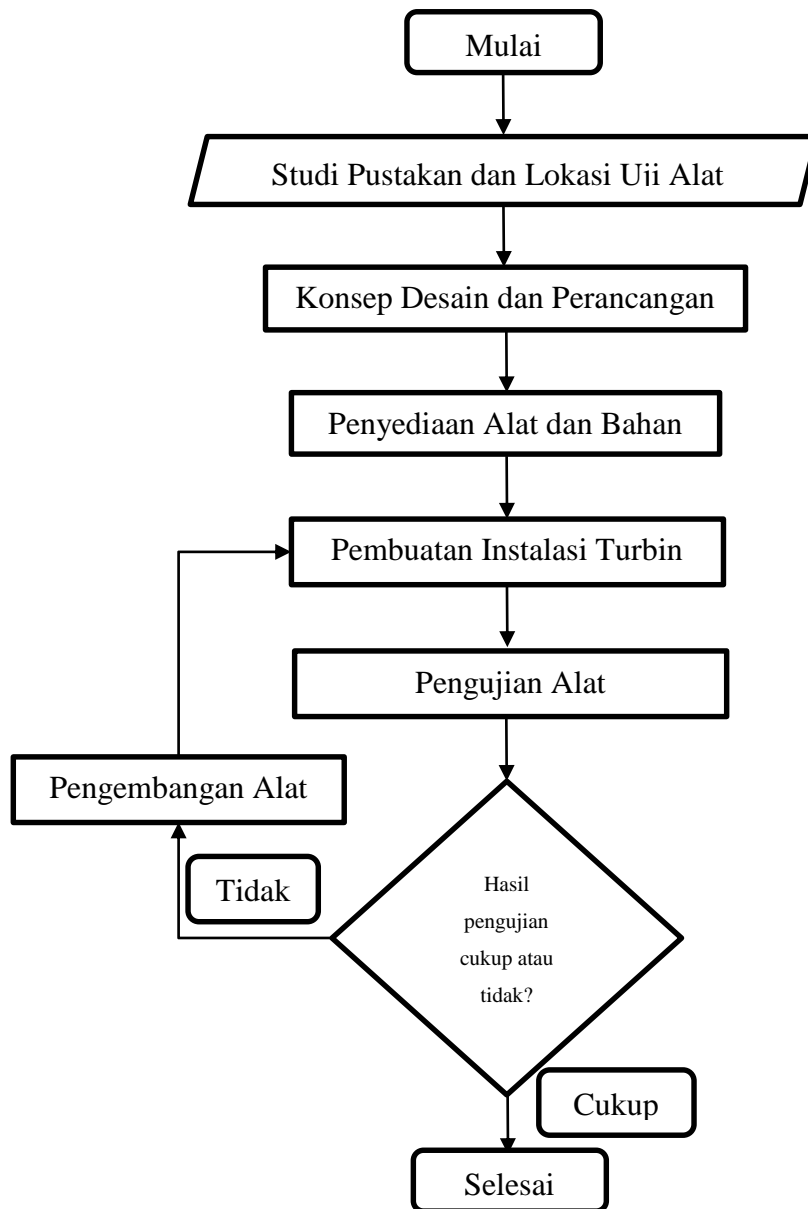 Mulai
Studi Pustakan dan Lokasi Uji Alat
Konsep Desain dan Perancangan
Penyediaan Alat dan Bahan
Pembuatan Instalasi Turbin
Pengujian Alat
Pengembangan Alat
Tidak
Hasil
pengujian
cukup atau
tidak?
Cukup
Selesai